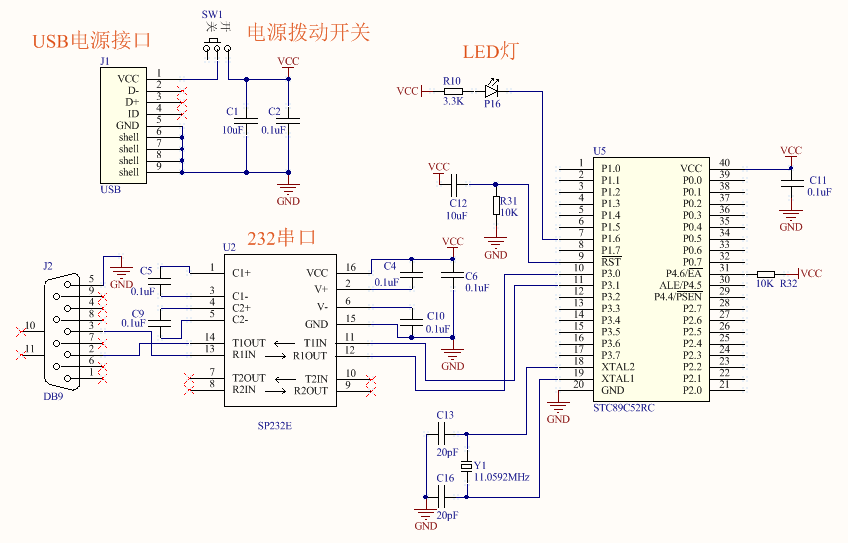 USB电源接口
SW1
开
关
电源拨动开关
LED灯
J1
VCC 1
D- 2
D+ 3
ID 4
GND 5
shell 6
shell 7
shell 8
shell 9
USB
VCC
C1
10uF
C2
0.1uF
GND
VCC
R10
3.3K
P16
VCC
C12
10uF
R31
10K
GND
U5
1 P1.0
2 P1.1
3 P1.2
4 P1.3
5 P1.4
6 P1.5
7 P1.6
8 P1.7
9 RST
10 P3.0
11 P3.1
12 P3.2
13 P3.3
14 P3.4
15 P3.5
16 P3.6
17 P3.7
18 XTAL2
19 XTAL1
20 GND
VCC 40
P0.0 39
P0.1 38
P0.2 37
P0.3 36
P0.4 35
P0.5 34
P0.6 33
P0.7 32
P4.6/EA 31
ALE/P4.5 30
P4.4/PSEN 29
P2.7 28
P2.6 27
P2.5 26
P2.4 25
P2.3 24
P2.2 23
P2.1 22
P2.0 21
STC89C52RC
GND
VCC
C11
0.1uF
GND
10K
R32
VCC
232串口
J2
5
9
4
8
3
7
2
6
1
10
11
DB9
GND
C5
0.1uF
C9
0.1uF
U2
1 C1+
3 C1-
4 C2+
5 C2-
14 T1OUT
13 R1IN
7 T2OUT
8 R2IN
VCC 16
V+ 2
V- 6
GND 15
T1IN 11
R1OUT 12
T2IN 10
R2OUT 9
SP232E
VCC
C4
0.1uF
C6
0.1uF
C10
0.1uF
GND
C13
20pF
Y1
11.0592MHz
C16
20pF
GND